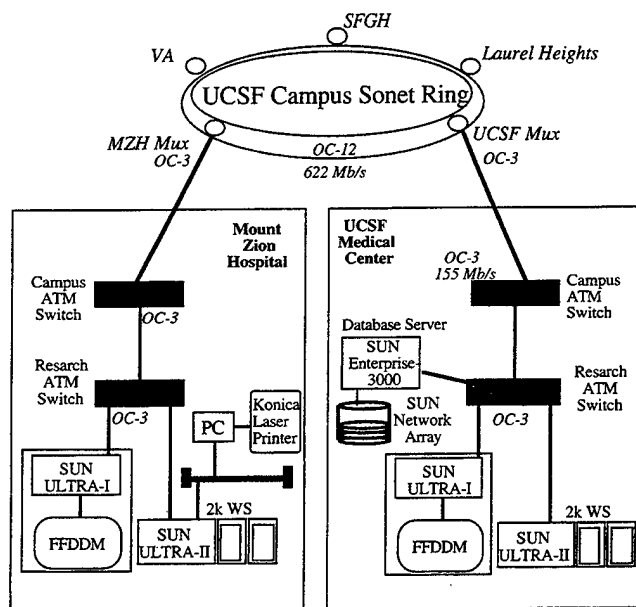 SFGH
VA
Laurel Heights
UCSF Campus Sonet Ring
MZH Mux
OC-3
OC-12
622 Mb/s
UCSF Mux
OC-3
Mount
Zion
Hospital
Campus
ATM
Switch
OC-3
Resarch
ATM
Switch
OC-3
PC
Konica
Laser
Printer
SUN
ULTRA-I
FFDDM
2k WS
SUN
ULTRA-II
UCSF
Medical
Center
OC-3
155 Mb/s
Campus
ATM
Switch
Database Server
SUN
Enterprise-
3000
SUN
Network
Array
Resarch
ATM
Switch
OC-3
SUN
ULTRA-I
FFDDM
2k WS
SUN
ULTRA-II